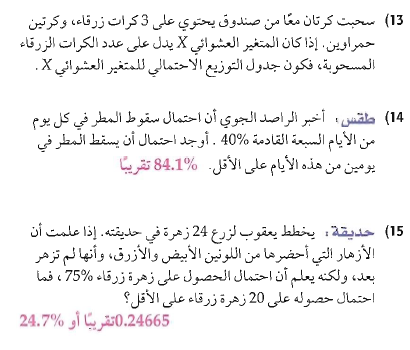 (13 سحبت كرتان معًا من صندوق يحتوي على 3 كرات زرقاء، وكرتين
حمراوين. إذا كان المتغير العشوائي X يدل على عدد الكرات الزرقاء
المسحوبة، فكون جدول التوزيع الاحتمالي للمتغير العشوائي X .
(14 طقس: أخبر الراصد الجوي أن احتمال سقوط المطر في كل يوم
من الأيام السبعة القادمة 40% . أوجد احتمال أن يسقط المطر في
يومين من هذه الأيام على الأقل. 84.1% تقريبًا
(15 حديقة: يخطط يعقوب لزرع 24 زهرة في حديقته. إذا علمت أن
الأزهار التي أحضرها من اللونين الأبيض والأزرق، وأنها لم تزهر
بعد، ولكنه يعلم أن احتمال الحصول على زهرة زرقاء 75%، فما
احتمال حصوله على 20 زهرة زرقاء على الأقل؟
0.24665تقريبًا أو 24.7%